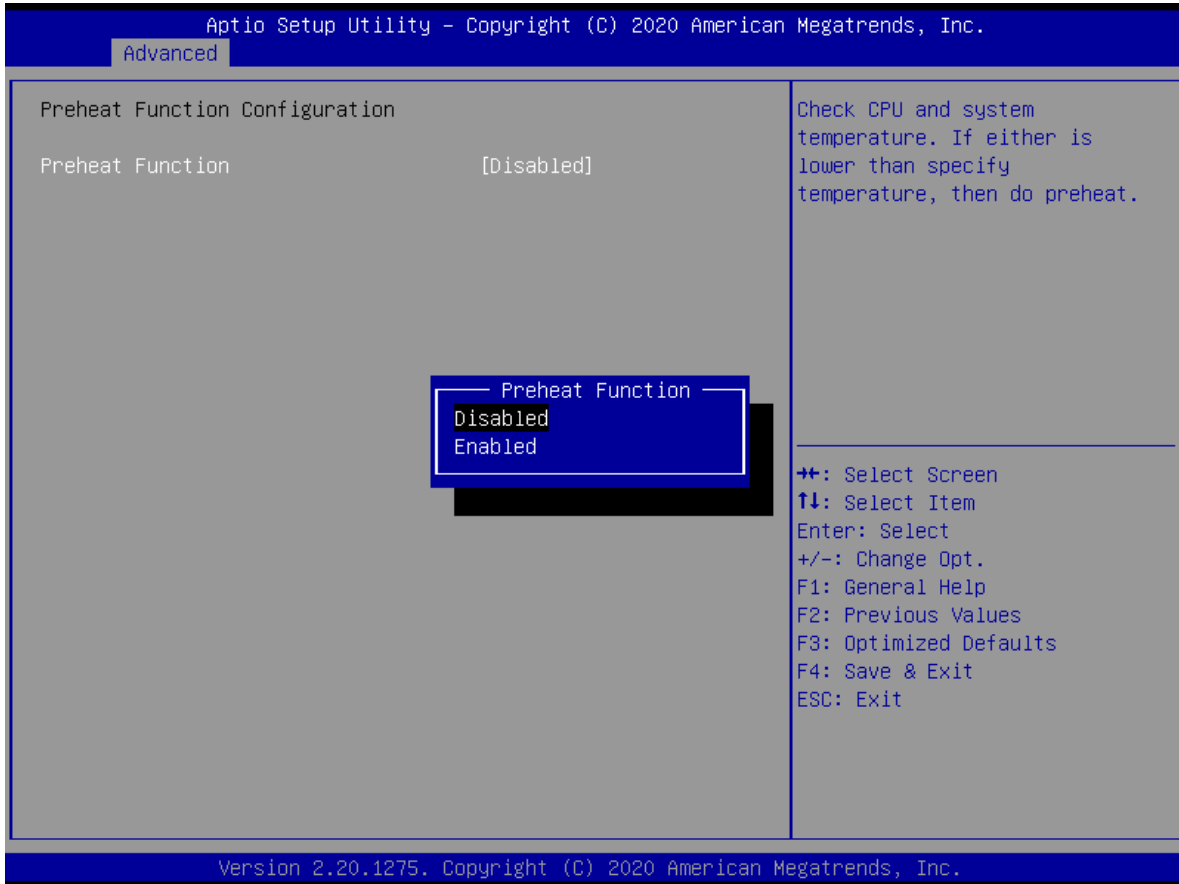 Aptio Setup Utility – Copyright (C) 2020 American Megatrends, Inc.
Advanced
Preheat Function Configuration
Preheat Function [Disabled]
Check CPU and system
temperature. If either is
lower than specify
temperature, then do preheat.
Preheat Function
Disabled
Enabled
→←: Select Screen
↑↓: Select Item
Enter: Select
+/-: Change Opt.
F1: General Help
F2: Previous Values
F3: Optimized Defaults
F4: Save & Exit
ESC: Exit
Version 2.20.1275. Copyright (C) 2020 American Megatrends, Inc.